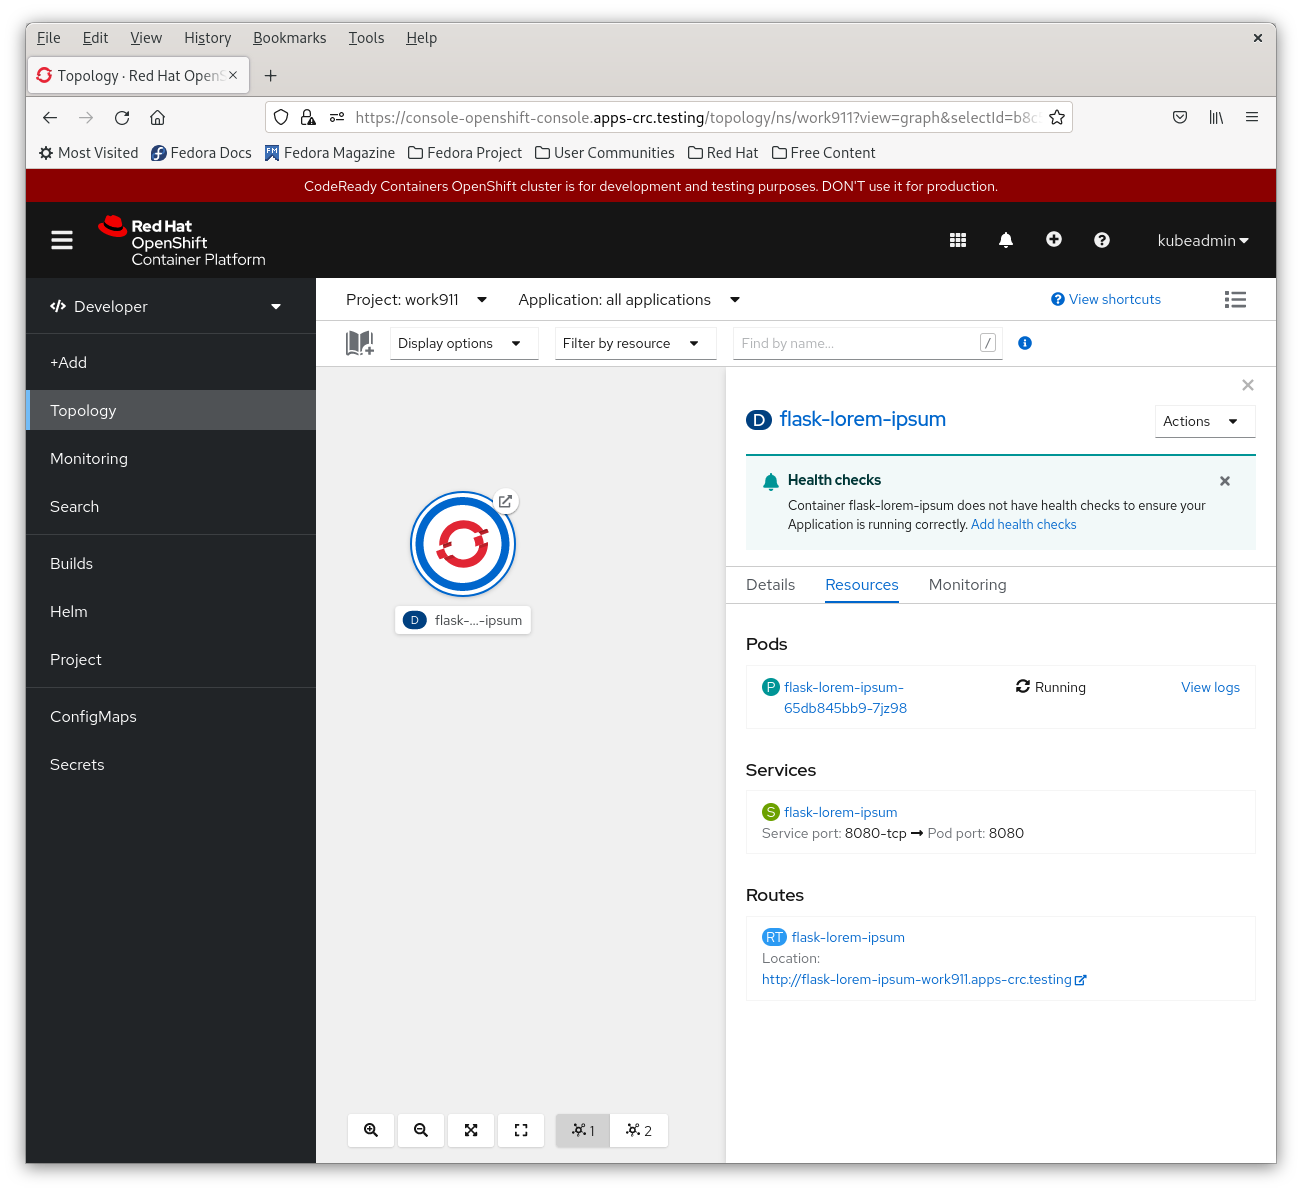 File Edit View History Bookmarks Tools Help
Topology · Red Hat OpenS
https://console-openshift-console.apps-crc.testing/topology/ns/work911?view=graph&selectId=b8c
Most Visited Fedora Docs Fedora Magazine Fedora Project User Communities Red Hat Free Content
CodeReady Containers OpenShift cluster is for development and testing purposes. DON'T use it for production.
Red Hat
OpenShift
Container Platform
kubeadmin
Developer
+Add
Topology
Monitoring
Search
Builds
Helm
Project
ConfigMaps
Secrets
Project: work911 Application: all applications View shortcuts
Display options Filter by resource Find by name... /
D flask-...-ipsum
1 2
D flask-lorem-ipsum
Actions
Health checks
Container flask-lorem-ipsum does not have health checks to ensure your
Application is running correctly. Add health checks
Details Resources Monitoring
Pods
P flask-lorem-ipsum- Running View logs
65db845bb9-7jz98
Services
S flask-lorem-ipsum
Service port: 8080-tcp → Pod port: 8080
Routes
RT flask-lorem-ipsum
Location:
http://flask-lorem-ipsum-work911.apps-crc.testing